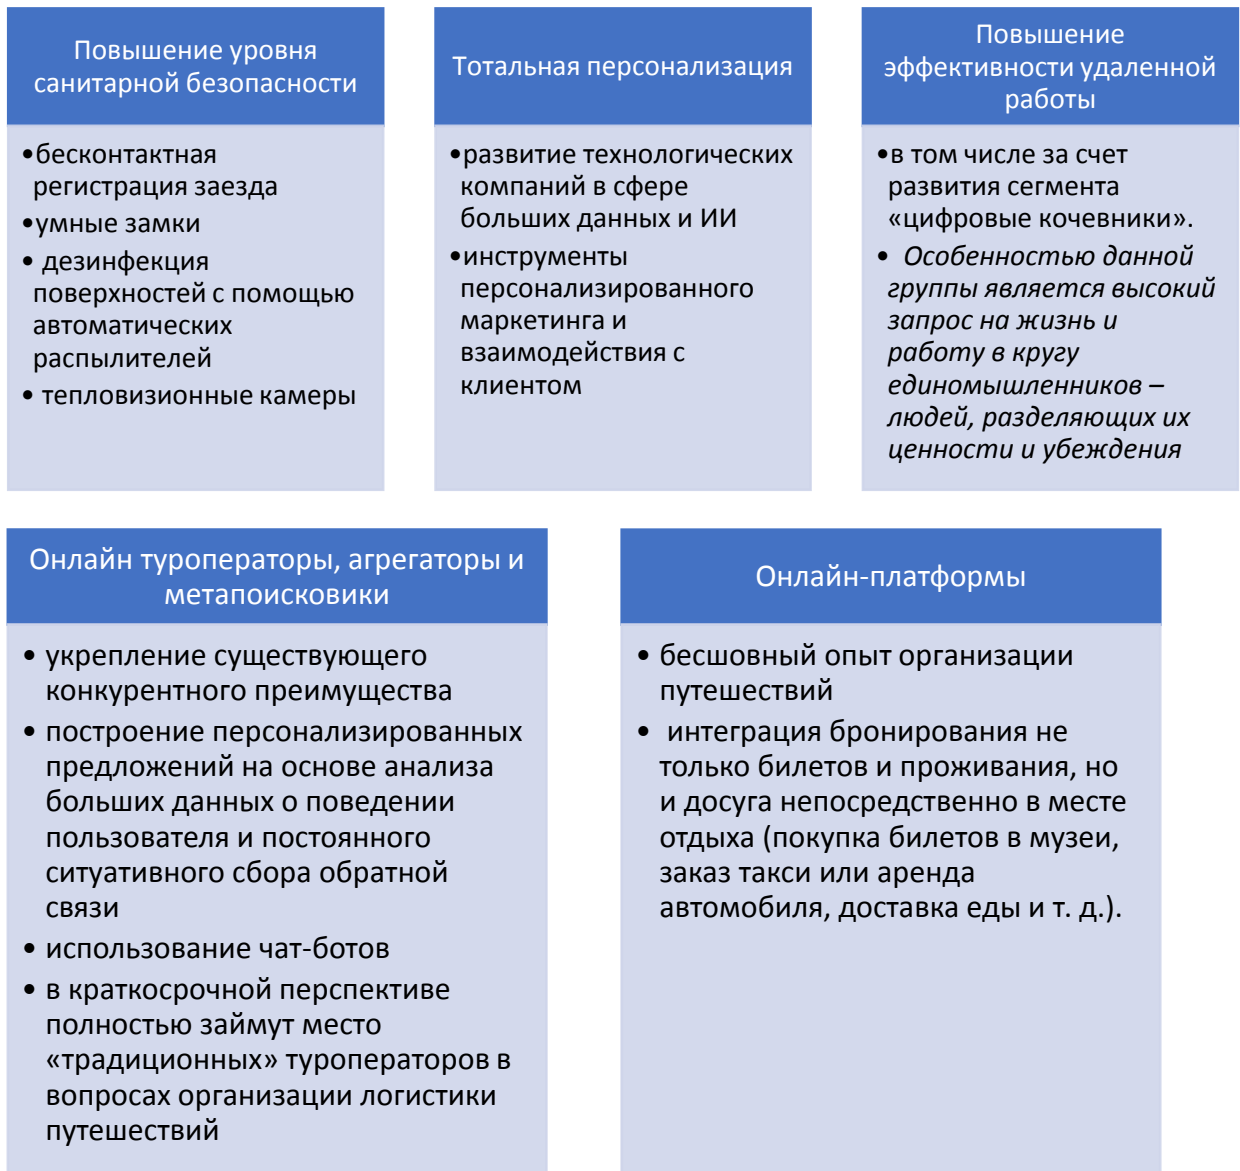 Повышение уровня
санитарной безопасности
•бесконтактная
регистрация заезда
•умные замки
• дезинфекция
поверхностей с помощью
автоматических
распылителей
• тепловизионные камеры
Тотальная персонализация
•развитие технологических
компаний в сфере
больших данных и ИИ
•инструменты
персонализированного
маркетинга и
взаимодействия с
клиентом
Повышение
эффективности удаленной
работы
•в том числе за счет
развития сегмента
«цифровые кочевники».
• Особенностью данной
группы является высокий
запрос на жизнь и
работу в кругу
единомышленников –
людей, разделяющих их
ценности и убеждения
Онлайн туроператоры, агрегаторы и
метапоисковики
• укрепление существующего
конкурентного преимущества
• построение персонализированных
предложений на основе анализа
больших данных о поведении
пользователя и постоянного
ситуативного сбора обратной
связи
• использование чат-ботов
• в краткосрочной перспективе
полностью займут место
«традиционных» туроператоров в
вопросах организации логистики
путешествий
Онлайн-платформы
• бесшовный опыт организации
путешествий
• интеграция бронирования не
только билетов и проживания, но
и досуга непосредственно в месте
отдыха (покупка билетов в музеи,
заказ такси или аренда
автомобиля, доставка еды и т. д.).